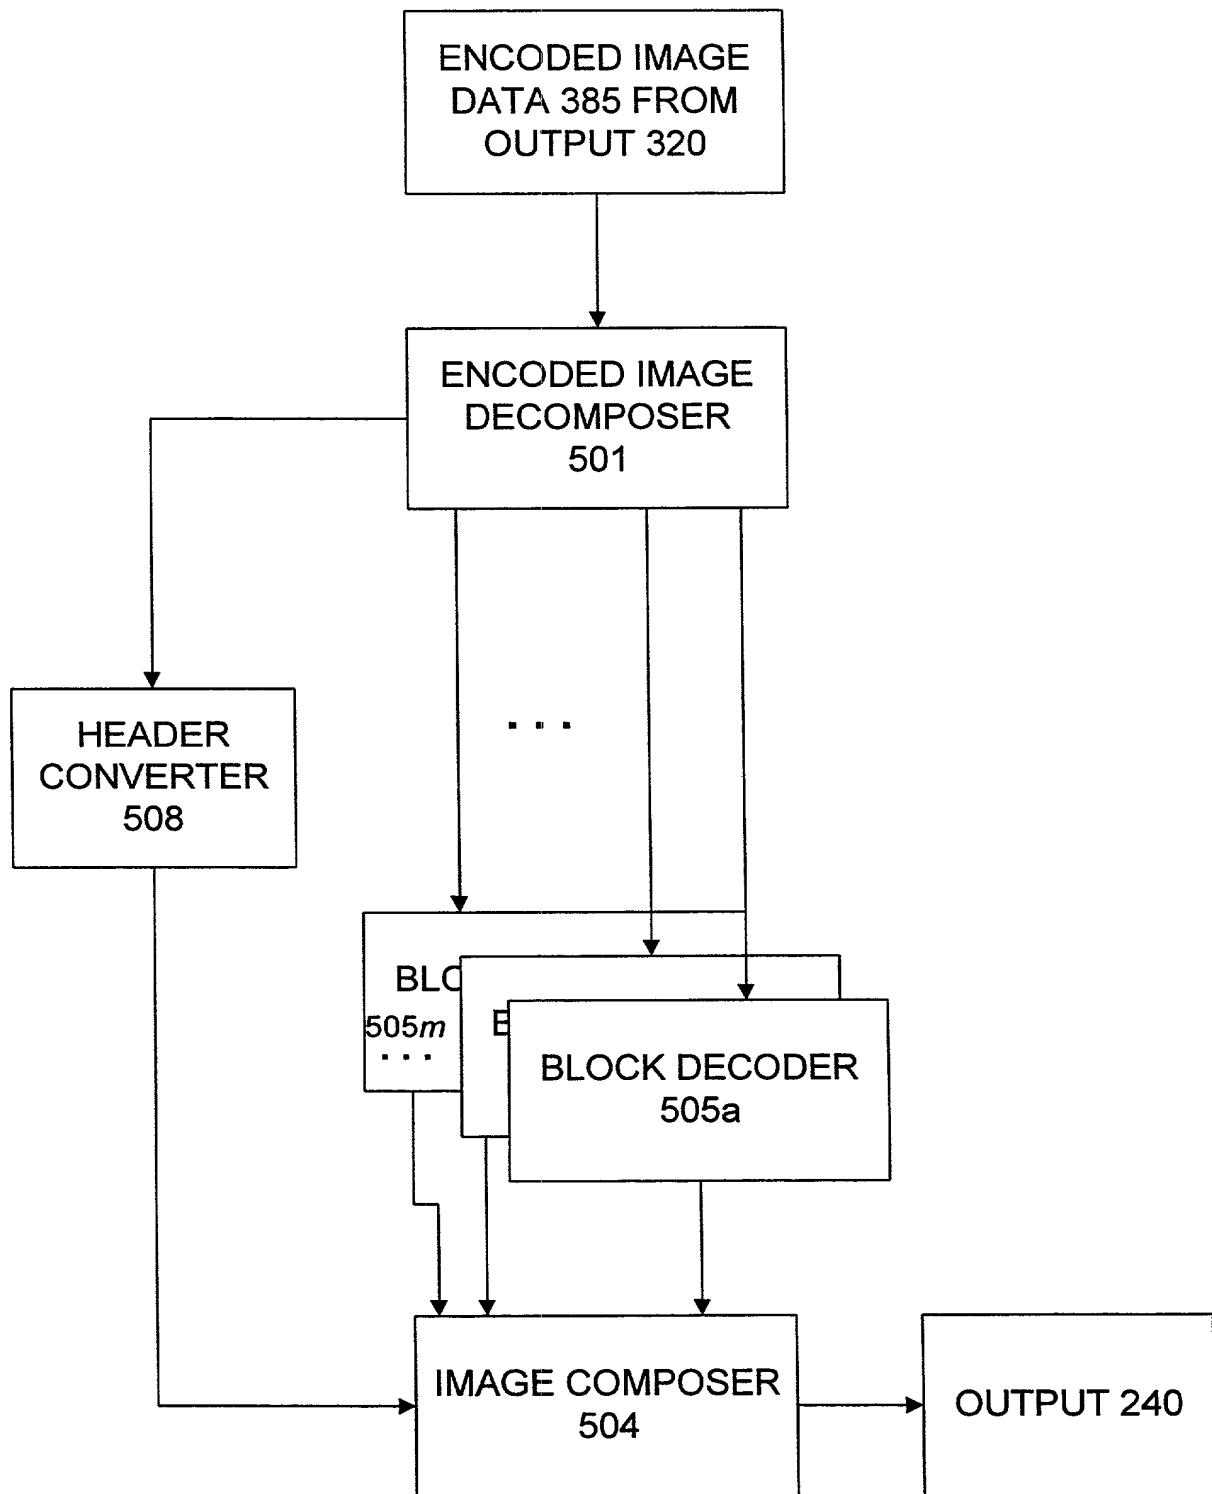 ENCODED IMAGE
DATA 385 FROM
OUTPUT 320
ENCODED IMAGE
DECOMPOSER
501
. . .
HEADER
CONVERTER
508
BLO
505m
. . .
B
BLOCK DECODER
505a
IMAGE COMPOSER
504
OUTPUT 240